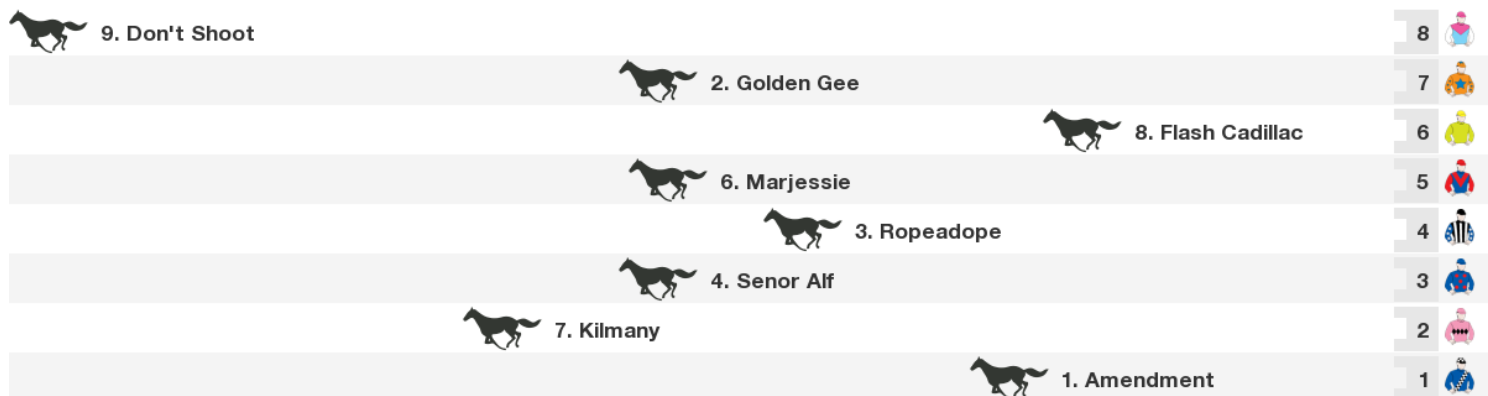 9. Don't Shoot 8
2. Golden Gee 7
8. Flash Cadillac 6
6. Marjessie 5
3. Ropeadope 4
4. Senor Alf 3
7. Kilmany 2
1. Amendment 1